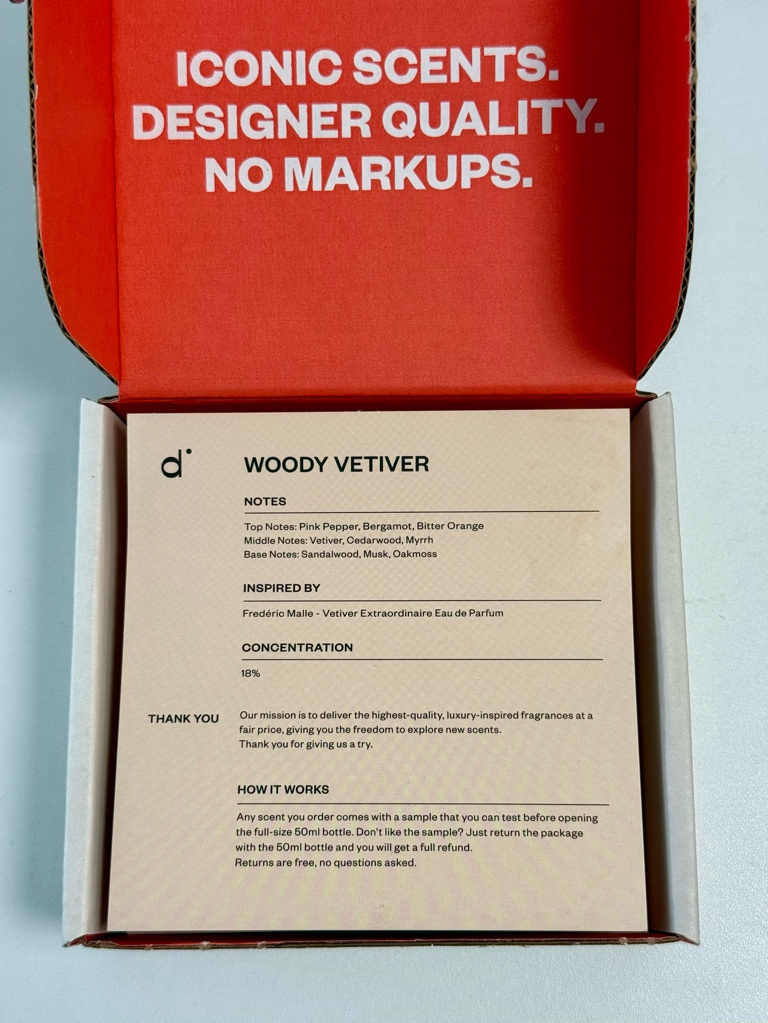 ICONIC SCENTS.
DESIGNER QUALITY.
NO MARKUPS.
d
WOODY VETIVER
NOTES
Top Notes: Pink Pepper, Bergamot, Bitter Orange
Middle Notes: Vetiver, Cedarwood, Myrrh
Base Notes: Sandalwood, Musk, Oakmoss
INSPIRED BY
Fredéric Malle - Vetiver Extraordinaire Eau de Parfum
CONCENTRATION
18%
THANK YOU
Our mission is to deliver the highest-quality, luxury-inspired fragrances at a
fair price, giving you the freedom to explore new scents.
Thank you for giving us a try.
HOW IT WORKS
Any scent you order comes with a sample that you can test before opening
the full-size 50ml bottle. Don't like the sample? Just return the package
with the 50ml bottle and you will get a full refund.
Returns are free, no questions asked.